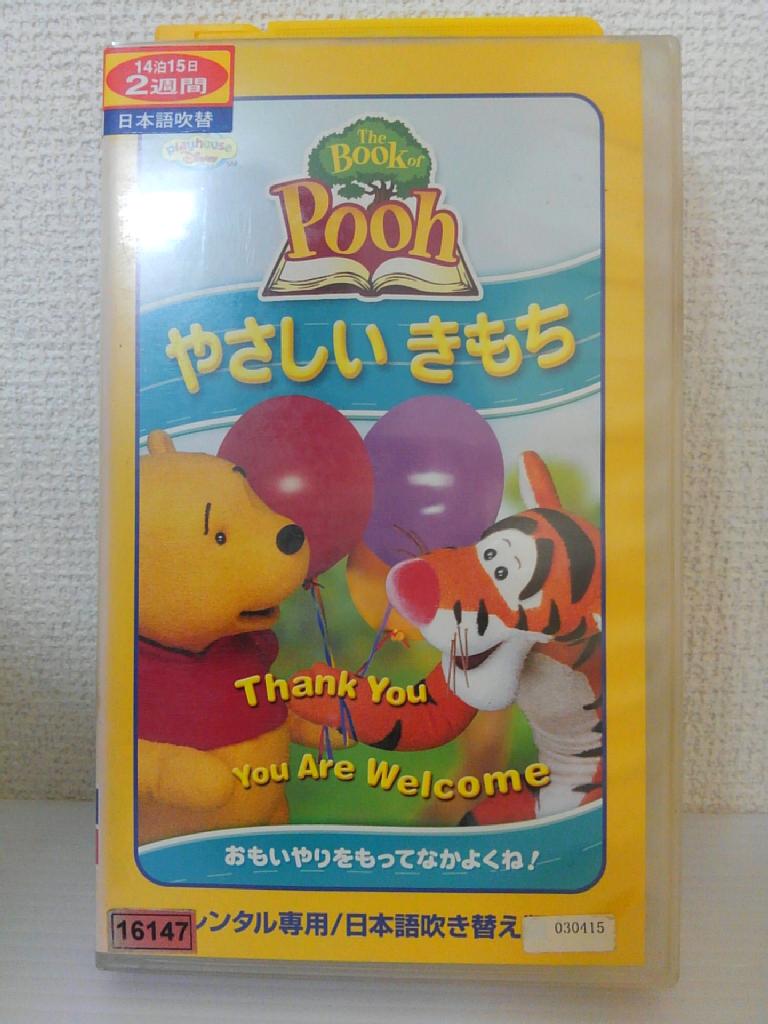 14泊15日
2週間
日本語吹替
Playhouse
Disney
SM
The
Book of
Pooh
やさしい きもち
Thank You
You Are Welcome
おもいやりをもってなかよくね!
16147
ンタル専用/日本語吹き替え
030415